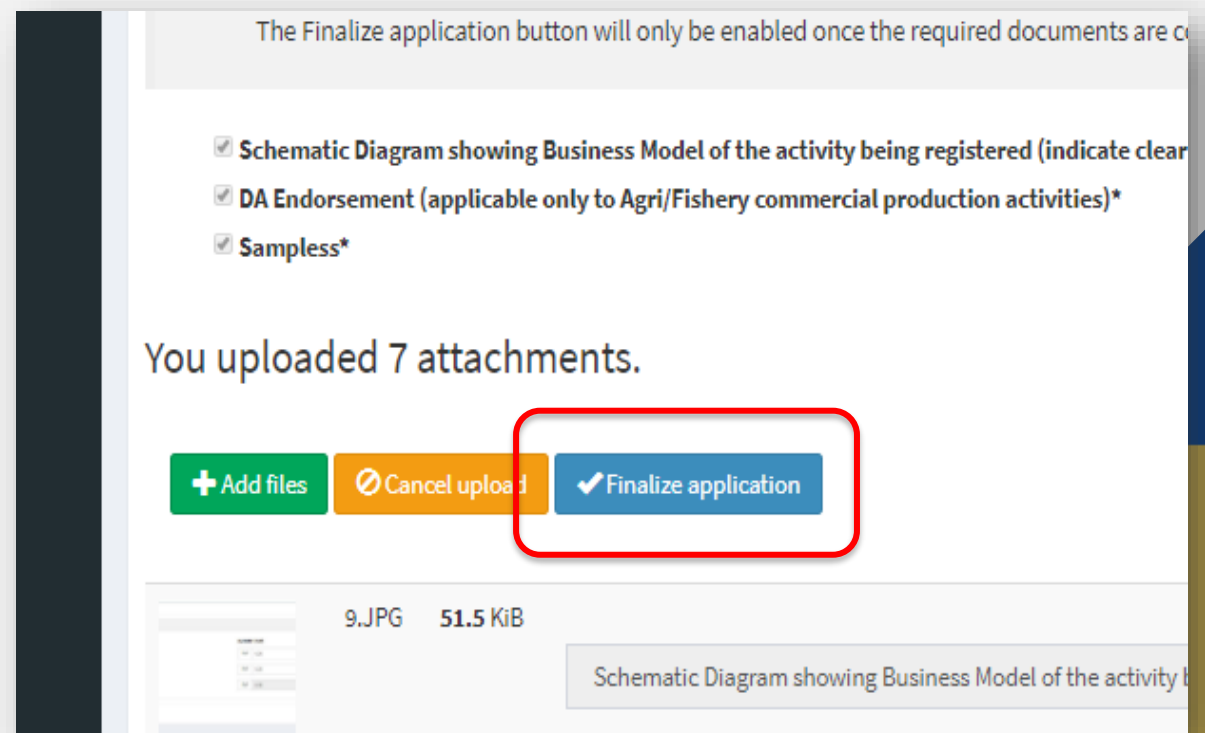 The Finalize application button will only be enabled once the required documents are
Schematic Diagram showing Business Model of the activity being registered (indicate clear
DA Endorsement (applicable only to Agri/Fishery commercial production activities)*
Sampless*
You uploaded 7 attachments.
Add files Cancel upload Finalize application
9.JPG 51.5 KiB
Schematic Diagram showing Business Model of the activity